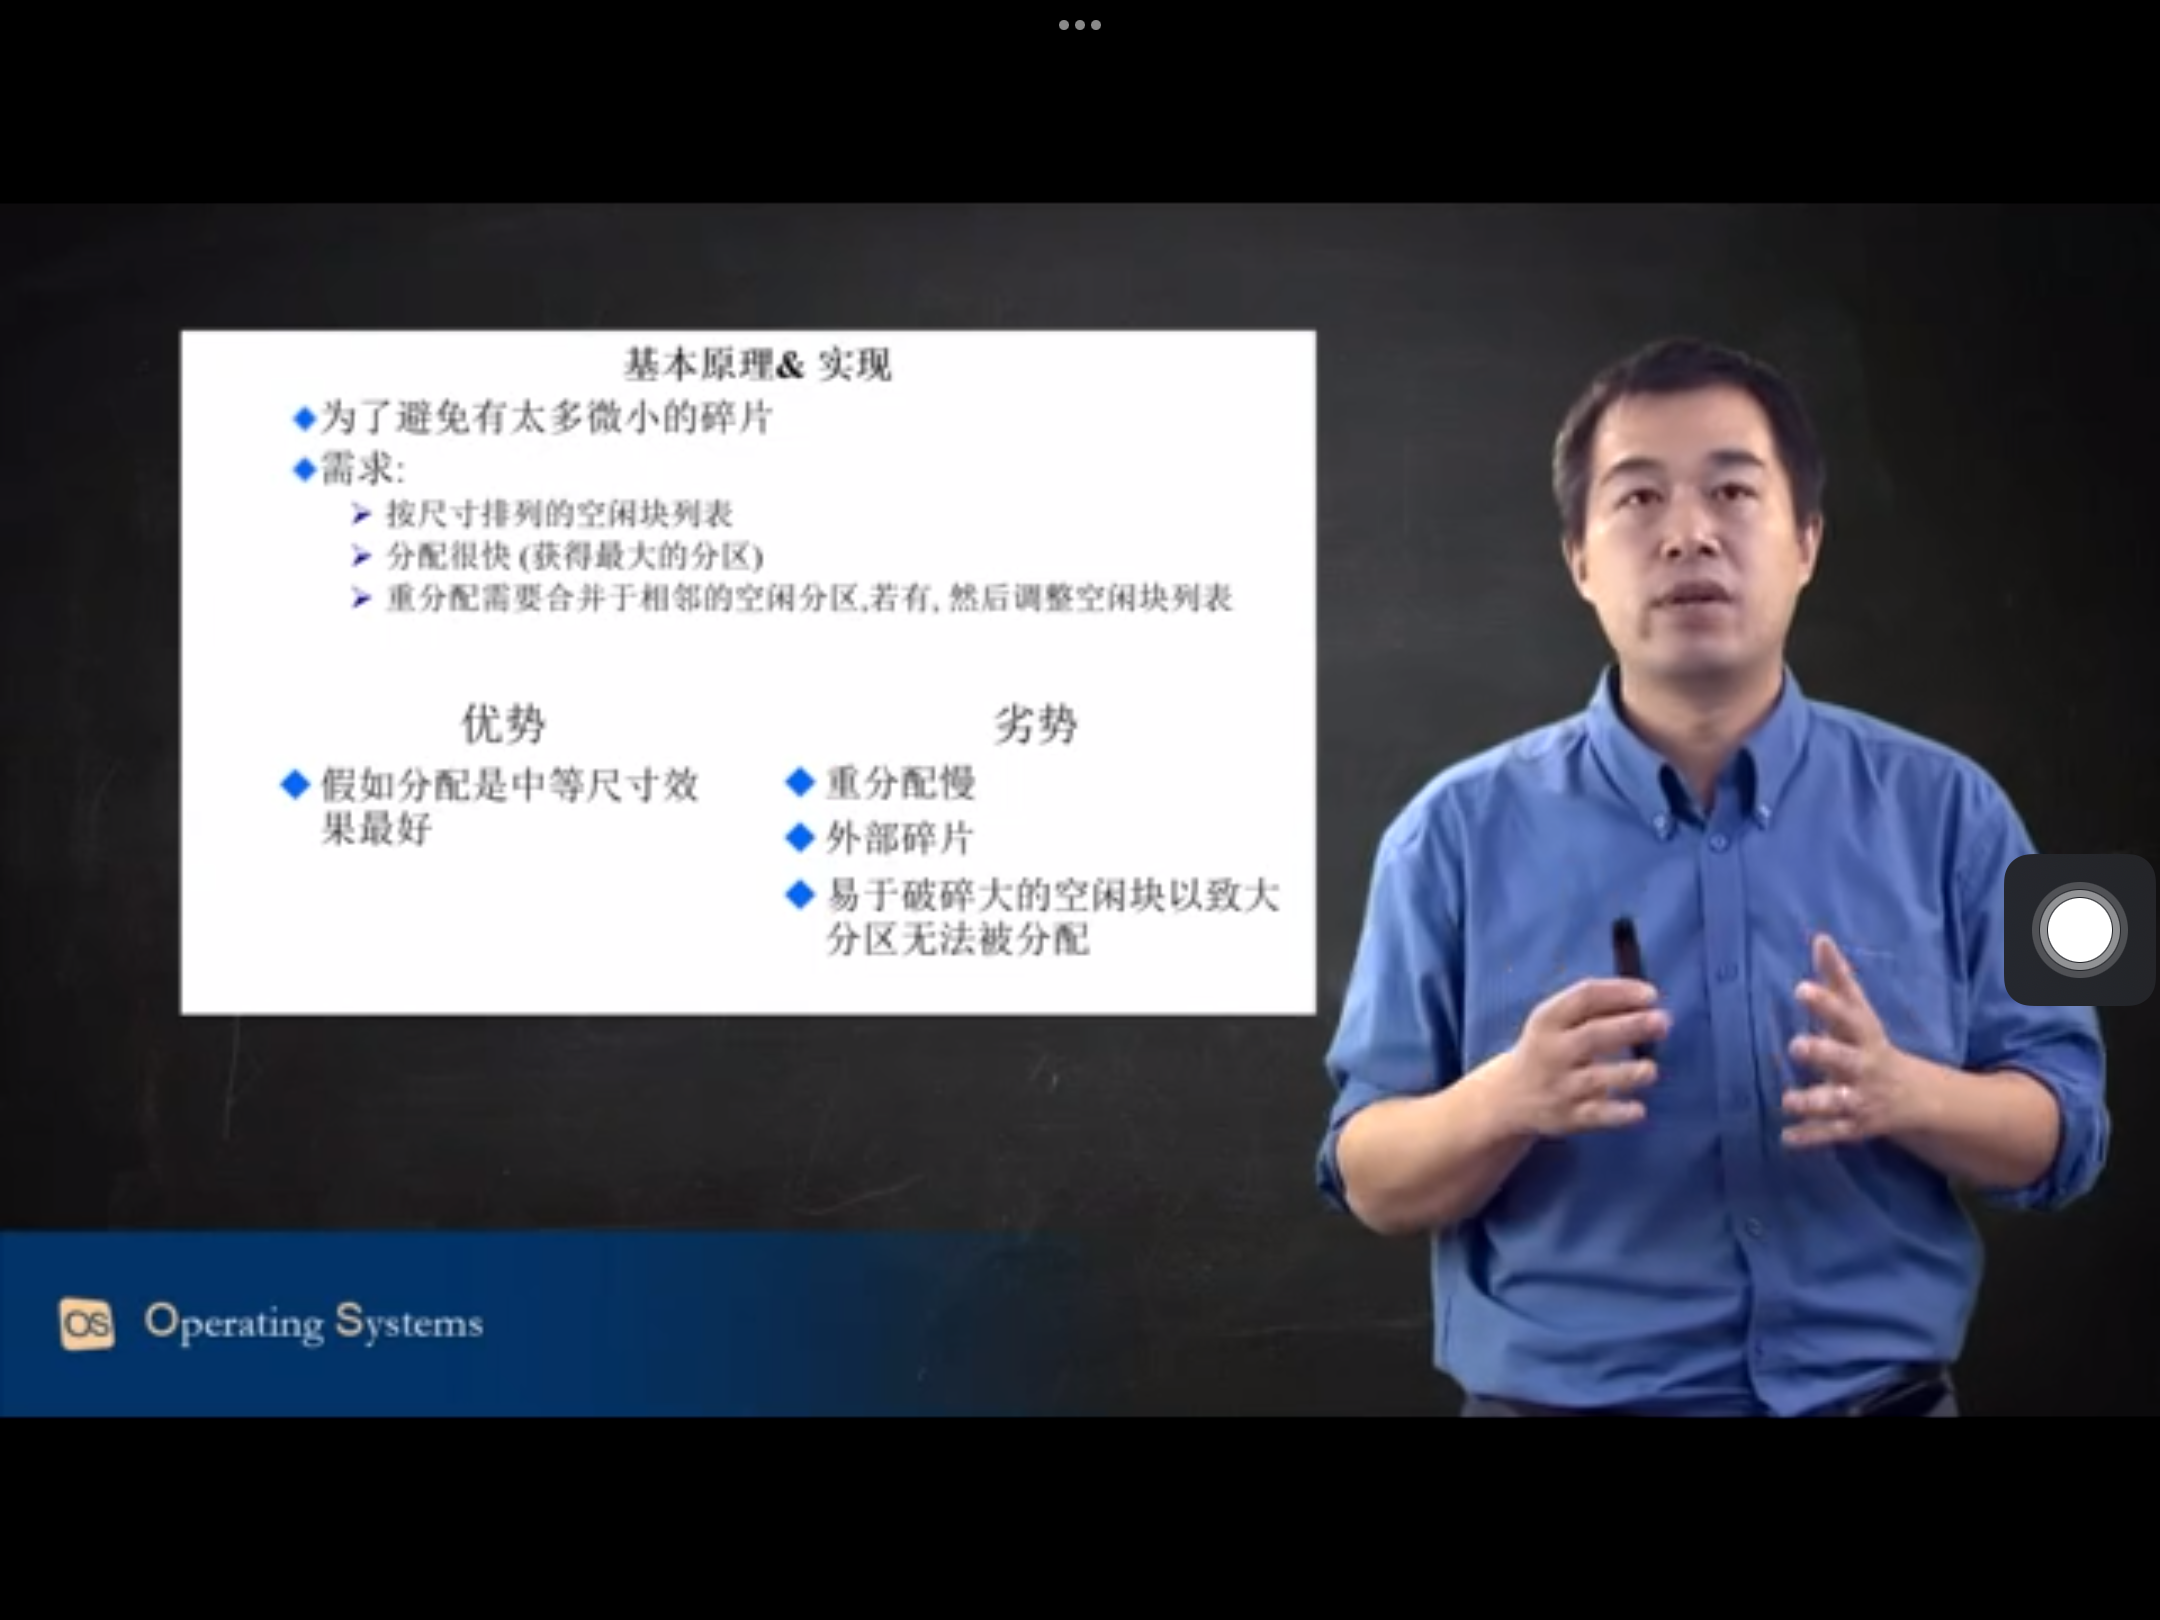 基本原理& 实现
为了避免有太多微小的碎片
需求:
按尺寸排列的空闲块列表
分配很快 (获得最大的分区)
重分配需要合并于相邻的空闲分区,若有, 然后调整空闲块列表
优势
假如分配是中等尺寸效
果最好
劣势
重分配慢
外部碎片
易于破碎大的空闲块以致大
分区无法被分配
OS
Operating Systems